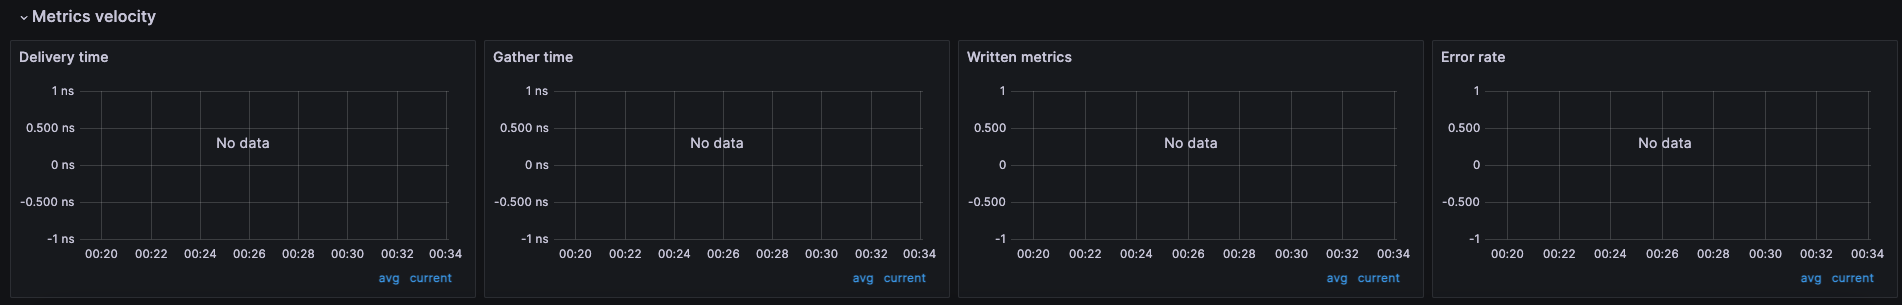 Metrics velocity
Delivery time
1 ns
0.500 ns
0 ns
-0.500 ns
-1 ns
No data
00:20 00:22 00:24 00:26 00:28 00:30 00:32 00:34
avg current
Gather time
1 ns
0.500 ns
0 ns
-0.500 ns
-1 ns
No data
00:20 00:22 00:24 00:26 00:28 00:30 00:32 00:34
avg current
Written metrics
1
0.500
0
-0.500
-1
No data
00:20 00:22 00:24 00:26 00:28 00:30 00:32 00:34
avg current
Error rate
1
0.500
0
-0.500
-1
No data
00:20 00:22 00:24 00:26 00:28 00:30 00:32 00:34
avg current